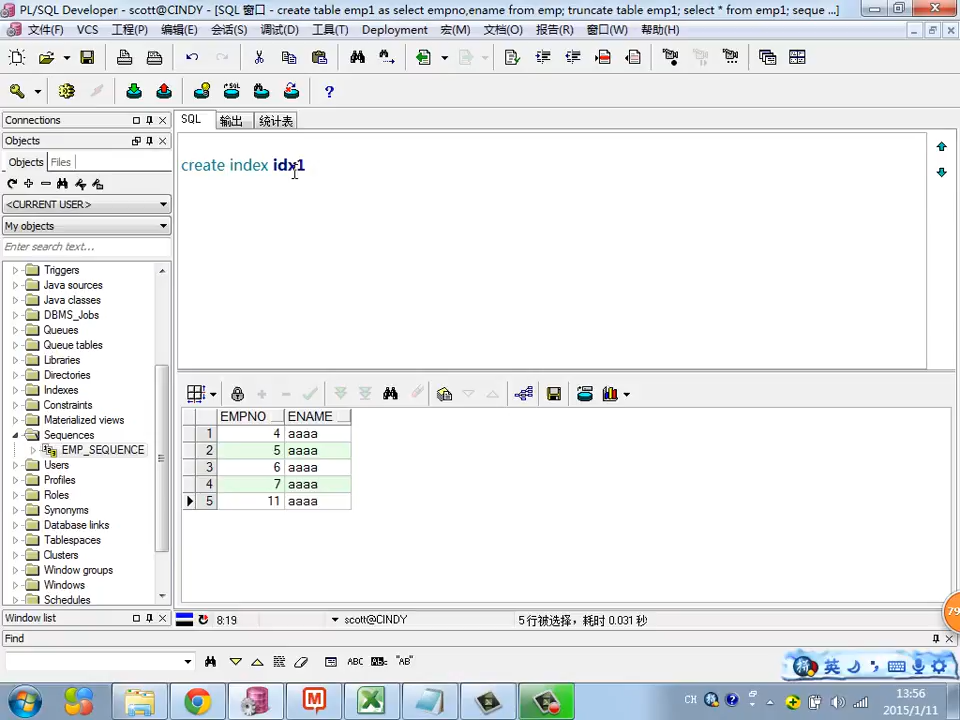 PL/SQL Developer - scott@CINDY - [SQL 窗口 - create table emp1 as select empno,ename from emp; truncate table emp1; select * from emp1; seque ...]
文件(F) VCS 工程(P) 编辑(E) 会话(S) 调试(D) 工具(T) Deployment 宏(M) 文档(O) 报告(R) 窗口(W) 帮助(H)
SQL
?
Connections
Objects
Objects Files
<CURRENT USER>
My objects
Enter search text...
Triggers
Java sources
Java classes
DBMS_Jobs
Queues
Queue tables
Libraries
Directories
Indexes
Constraints
Materialized views
Sequences
EMP_SEQUENCE
Users
Profiles
Roles
Synonyms
Database links
Tablespaces
Clusters
Window groups
Windows
Schedules
Window list
SQL 输出 统计表
create index idx1
EMPNO ENAME
1 4 aaaa
2 5 aaaa
3 6 aaaa
4 7 aaaa
5 11 aaaa
8:19 scott@CINDY 5 行被选择，耗时 0.031 秒
79
Find
ABC ABc "AB"
英
CH
13:56
2015/1/11